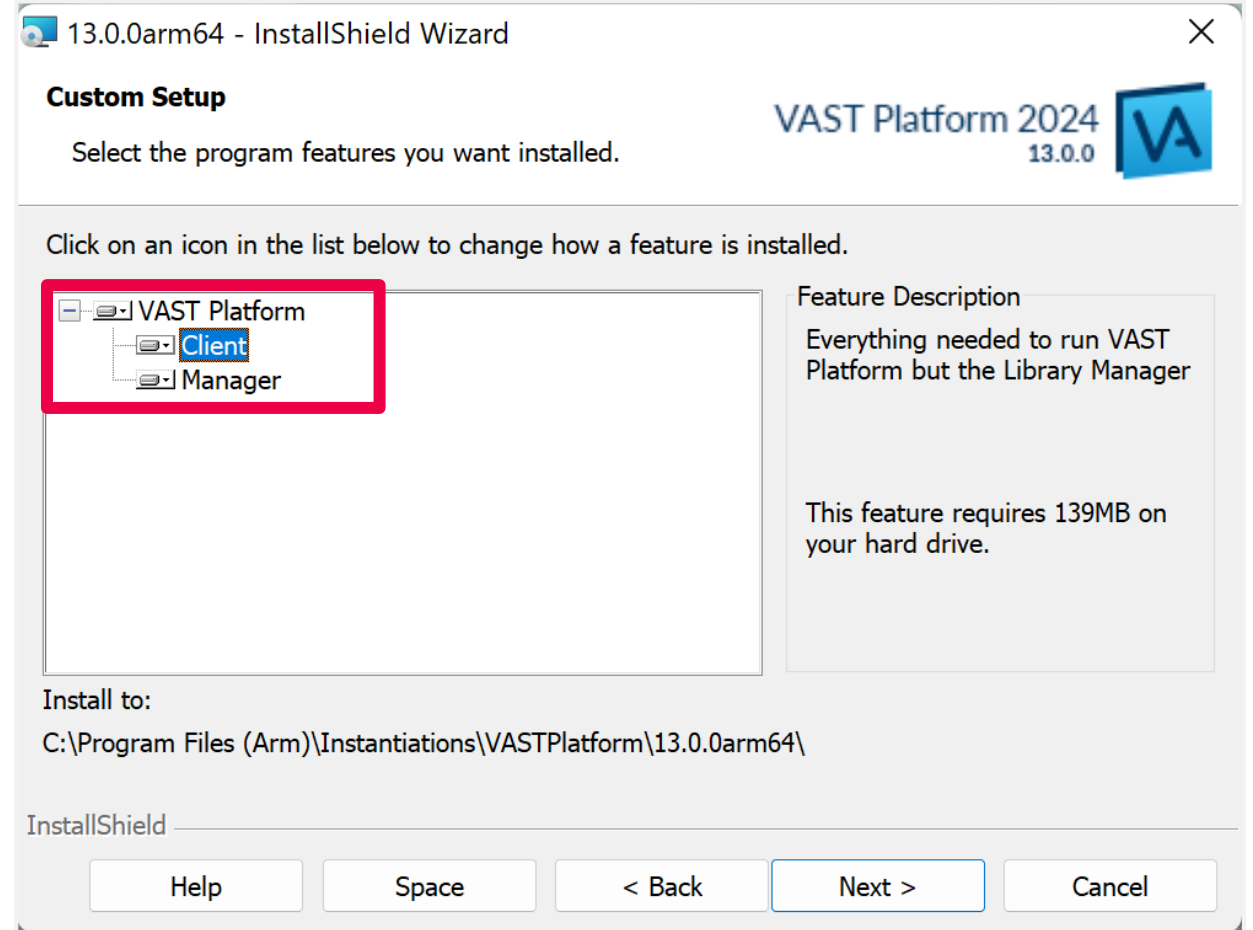 13.0.0arm64 - InstallShield Wizard
Custom Setup
Select the program features you want installed.
VAST Platform 2024
13.0.0
VA
Click on an icon in the list below to change how a feature is installed.
VAST Platform
Client
Manager
Feature Description
Everything needed to run VAST
Platform but the Library Manager
This feature requires 139MB on
your hard drive.
Install to:
C:\Program Files (Arm)\Instantiations\VASTPlatform\13.0.0arm64\
InstallShield
Help
Space
< Back
Next >
Cancel